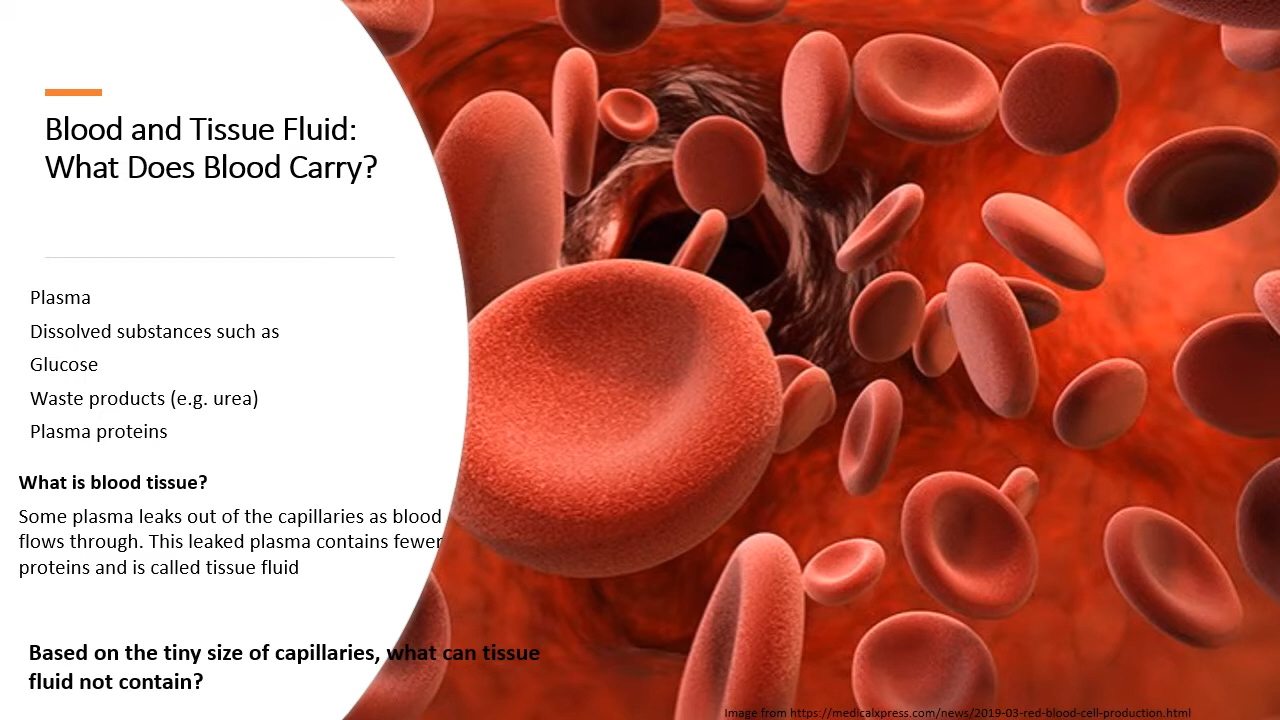 Blood and Tissue Fluid:
What Does Blood Carry?
Plasma
Dissolved substances such as
Glucose
Waste products (e.g. urea)
Plasma proteins
What is blood tissue?
Some plasma leaks out of the capillaries as blood
flows through. This leaked plasma contains fewer
proteins and is called tissue fluid
Based on the tiny size of capillaries, what can tissue
fluid not contain?
Image from https://medicalxpress.com/news/2019-03-red-blood-cell-production.html